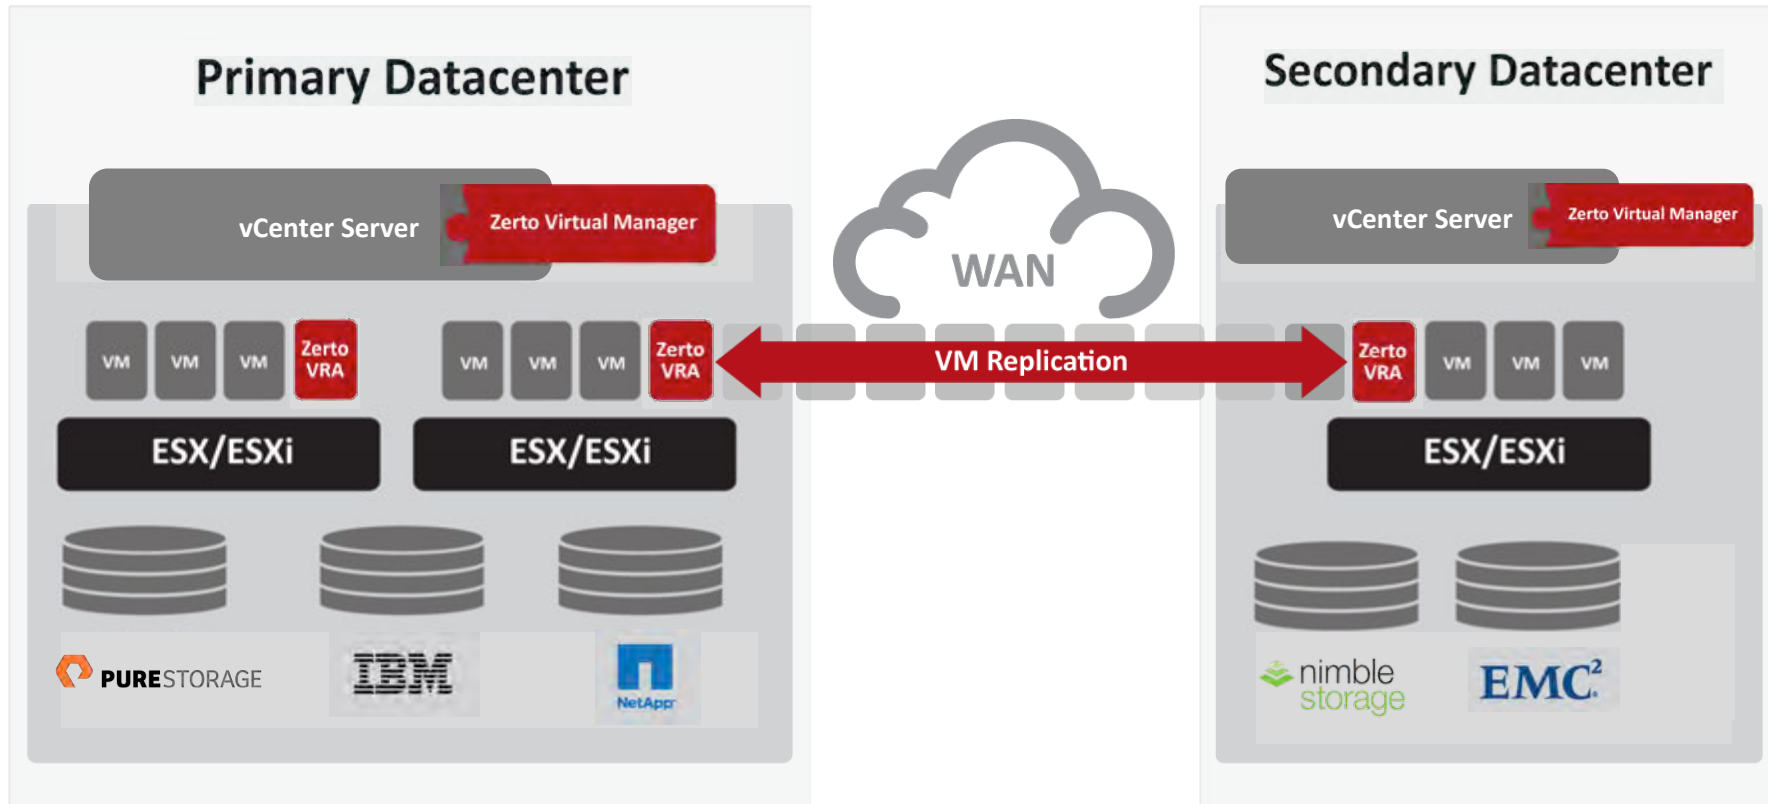 Primary Datacenter
vCenter Server
Zerto Virtual Manager
VM
VM
VM
Zerto
VRA
VM
VM
VM
Zerto
VRA
ESX/ESXi
ESX/ESXi
PURESTORAGE
IBM
NetApp
WAN
VM Replication
Secondary Datacenter
vCenter Server
Zerto Virtual Manager
Zerto
VRA
VM
VM
VM
ESX/ESXi
nimble
storage
EMC²